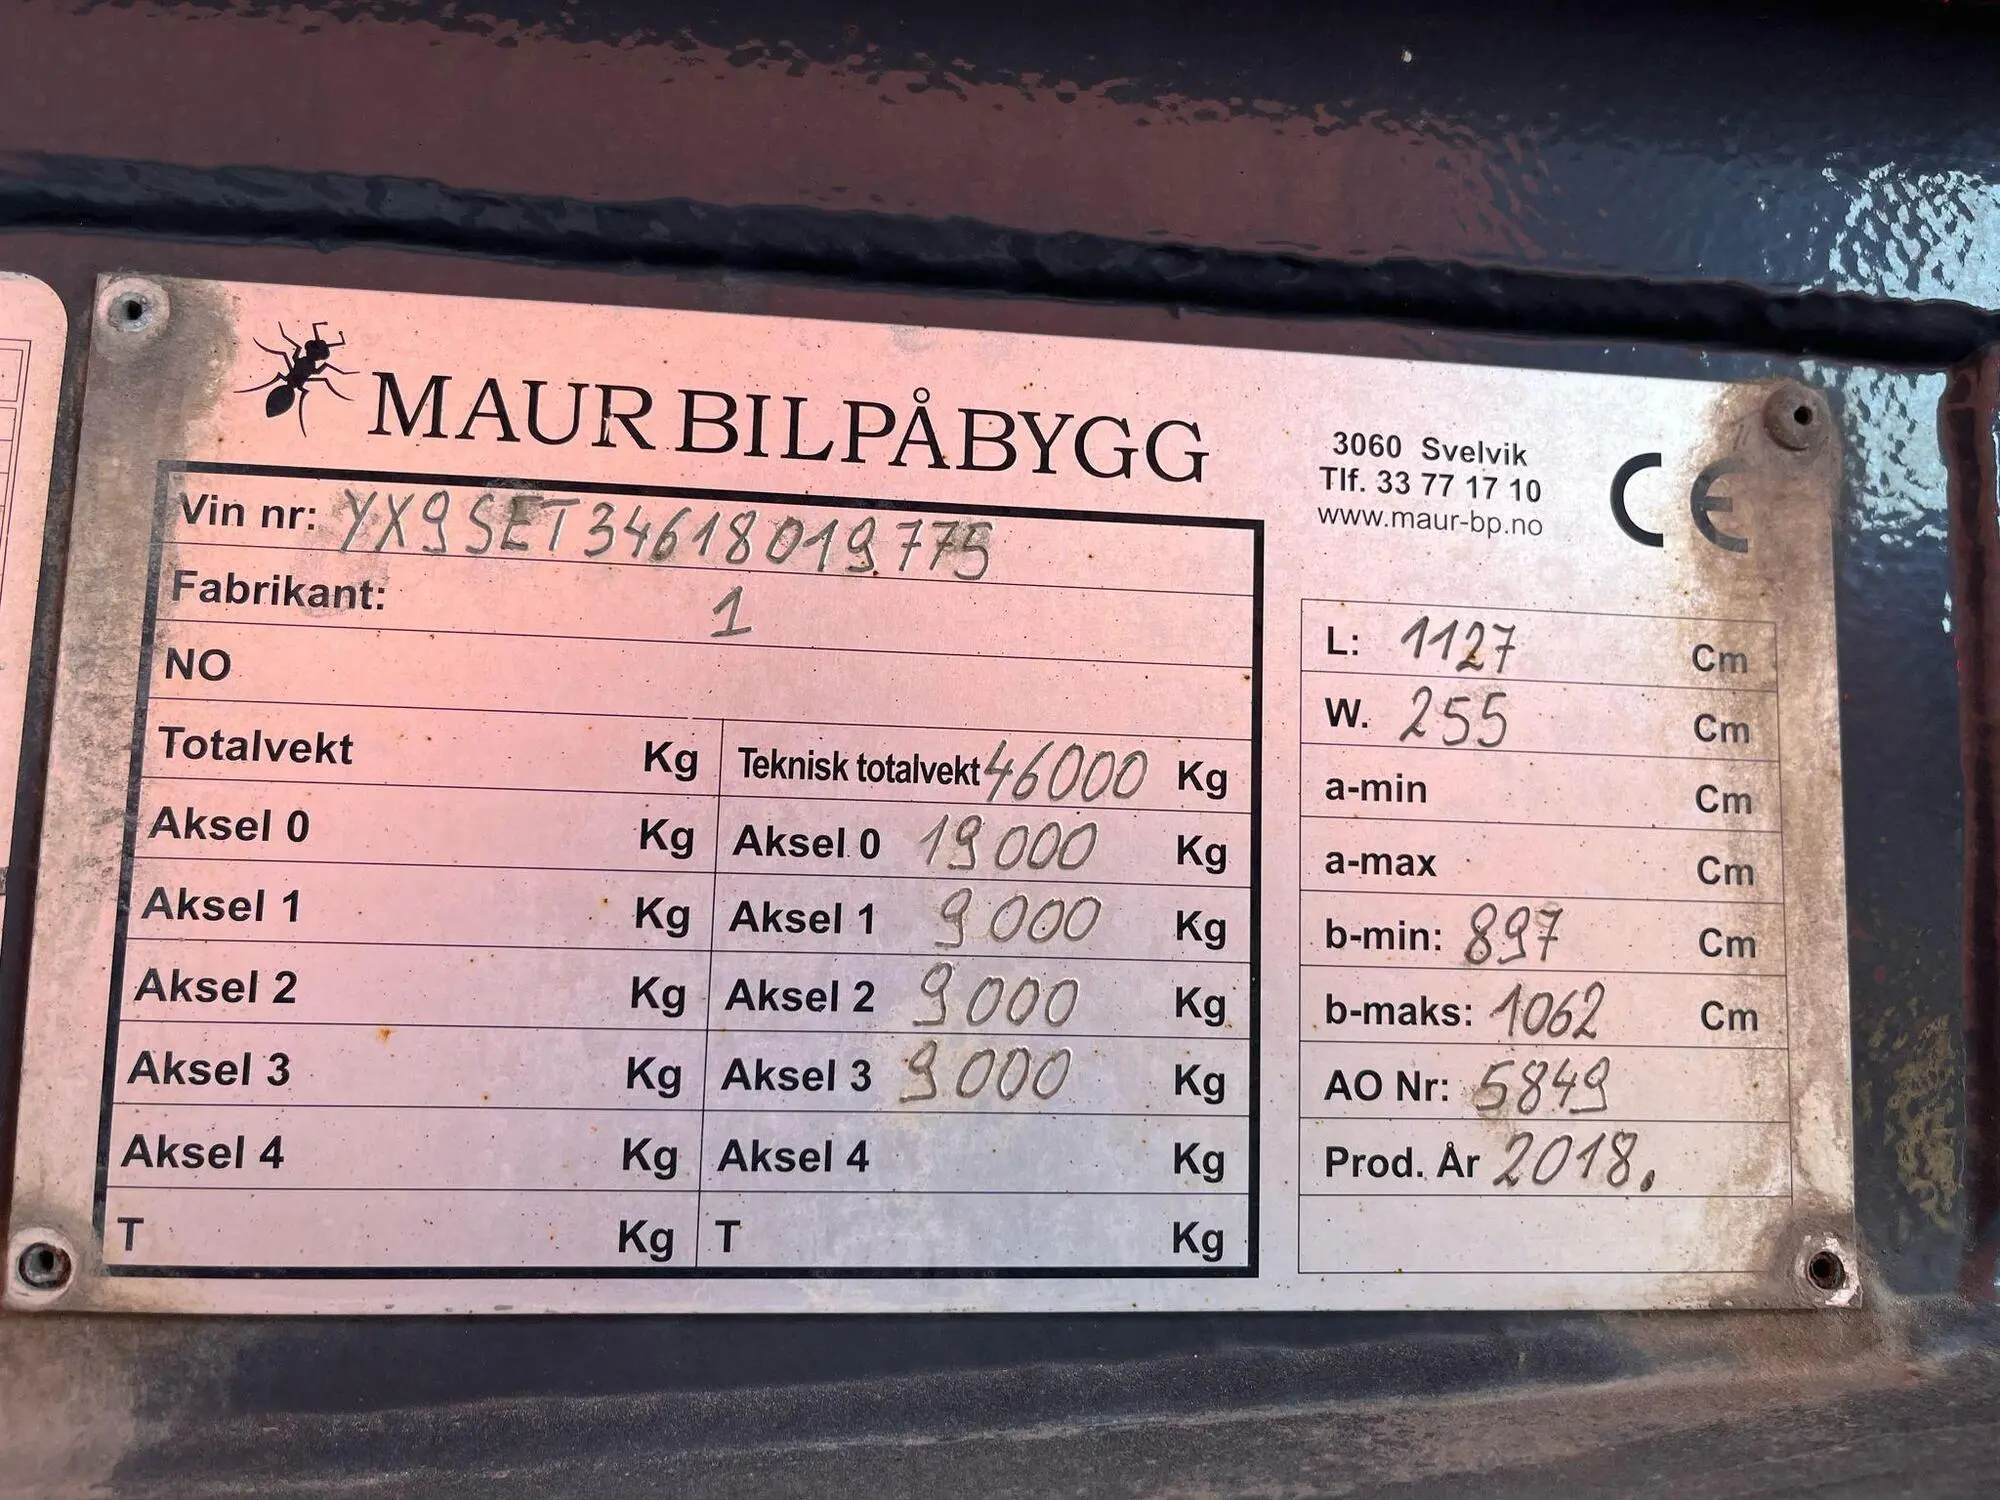 MAUR BILPÅBYGG
3060 Svelvik
Tlf. 33 77 17 10
www.maur-bp.no
CE
Vin nr: YX9SET34618019775
Fabrikant: 1
NO
Totalvekt Kg Teknisk totalvekt 46000 Kg
Aksel 0 Kg Aksel 0 19000 Kg
Aksel 1 Kg Aksel 1 9000 Kg
Aksel 2 Kg Aksel 2 9000 Kg
Aksel 3 Kg Aksel 3 9000 Kg
Aksel 4 Kg Aksel 4 Kg
T Kg T Kg
L: 1127 Cm
W. 255 Cm
a-min Cm
a-max Cm
b-min: 897 Cm
b-maks: 1062 Cm
AO Nr: 5849
Prod. År 2018.